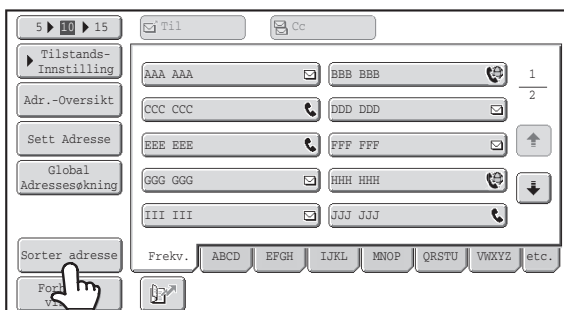 5 10 15
Til
Cc
Tilstands-
Innstilling
Adr.-Oversikt
Sett Adresse
Global
Adressesøkning
Sorter adresse
AAA AAA
BBB BBB
CCC CCC
DDD DDD
EEE EEE
FFF FFF
GGG GGG
HHH HHH
III III
JJJ JJJ
1
2
Frekv.
ABCD
EFGH
IJKL
MNOP
QRSTU
VWXYZ
etc.